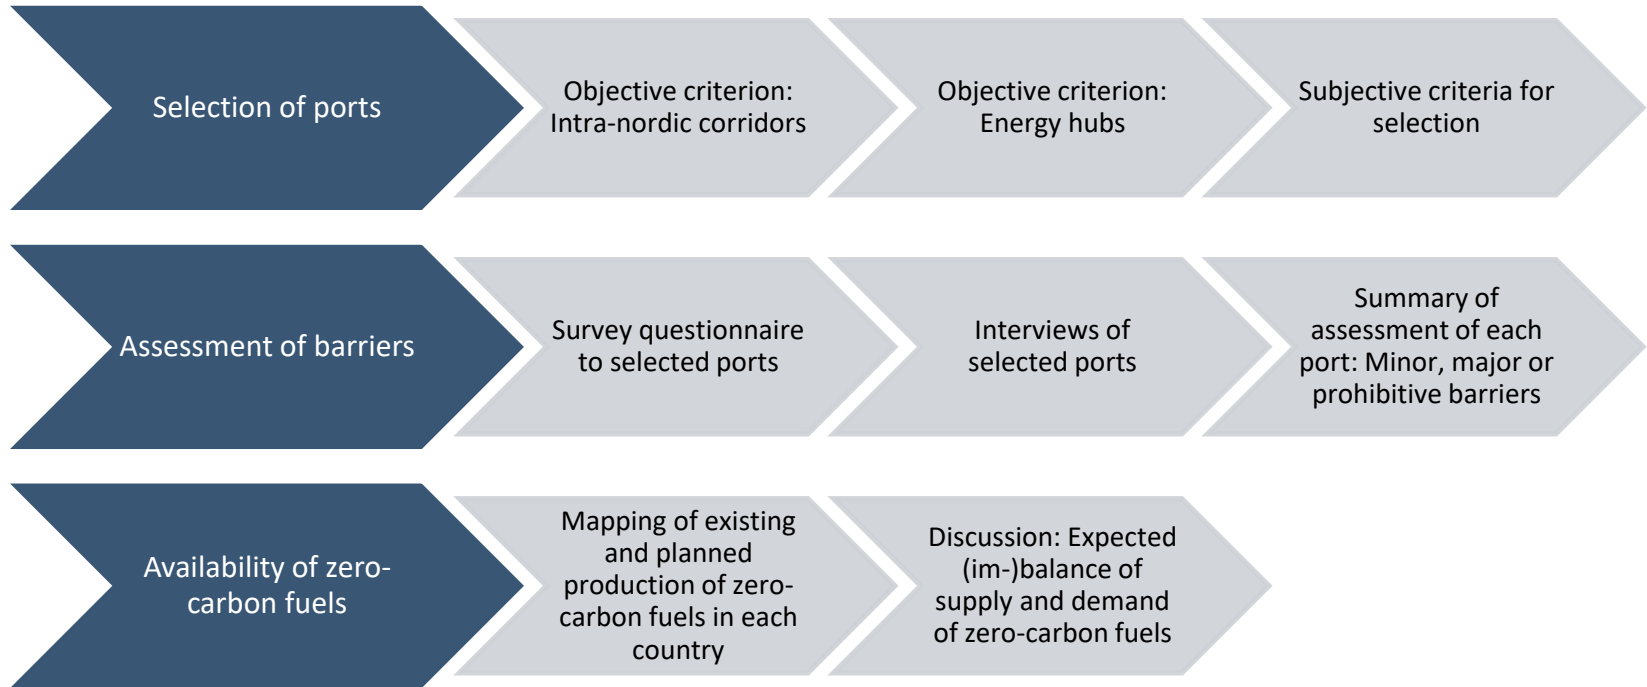 Selection of ports
Objective criterion:
Intra-nordic corridors
Objective criterion:
Energy hubs
Subjective criteria for
selection
Assessment of barriers
Survey questionnaire
to selected ports
Interviews of
selected ports
Summary of
assessment of each
port: Minor, major or
prohibitive barriers
Availability of zero-
carbon fuels
Mapping of existing
and planned
production of zero-
carbon fuels in each
country
Discussion: Expected
(im-)balance of
supply and demand
of zero-carbon fuels